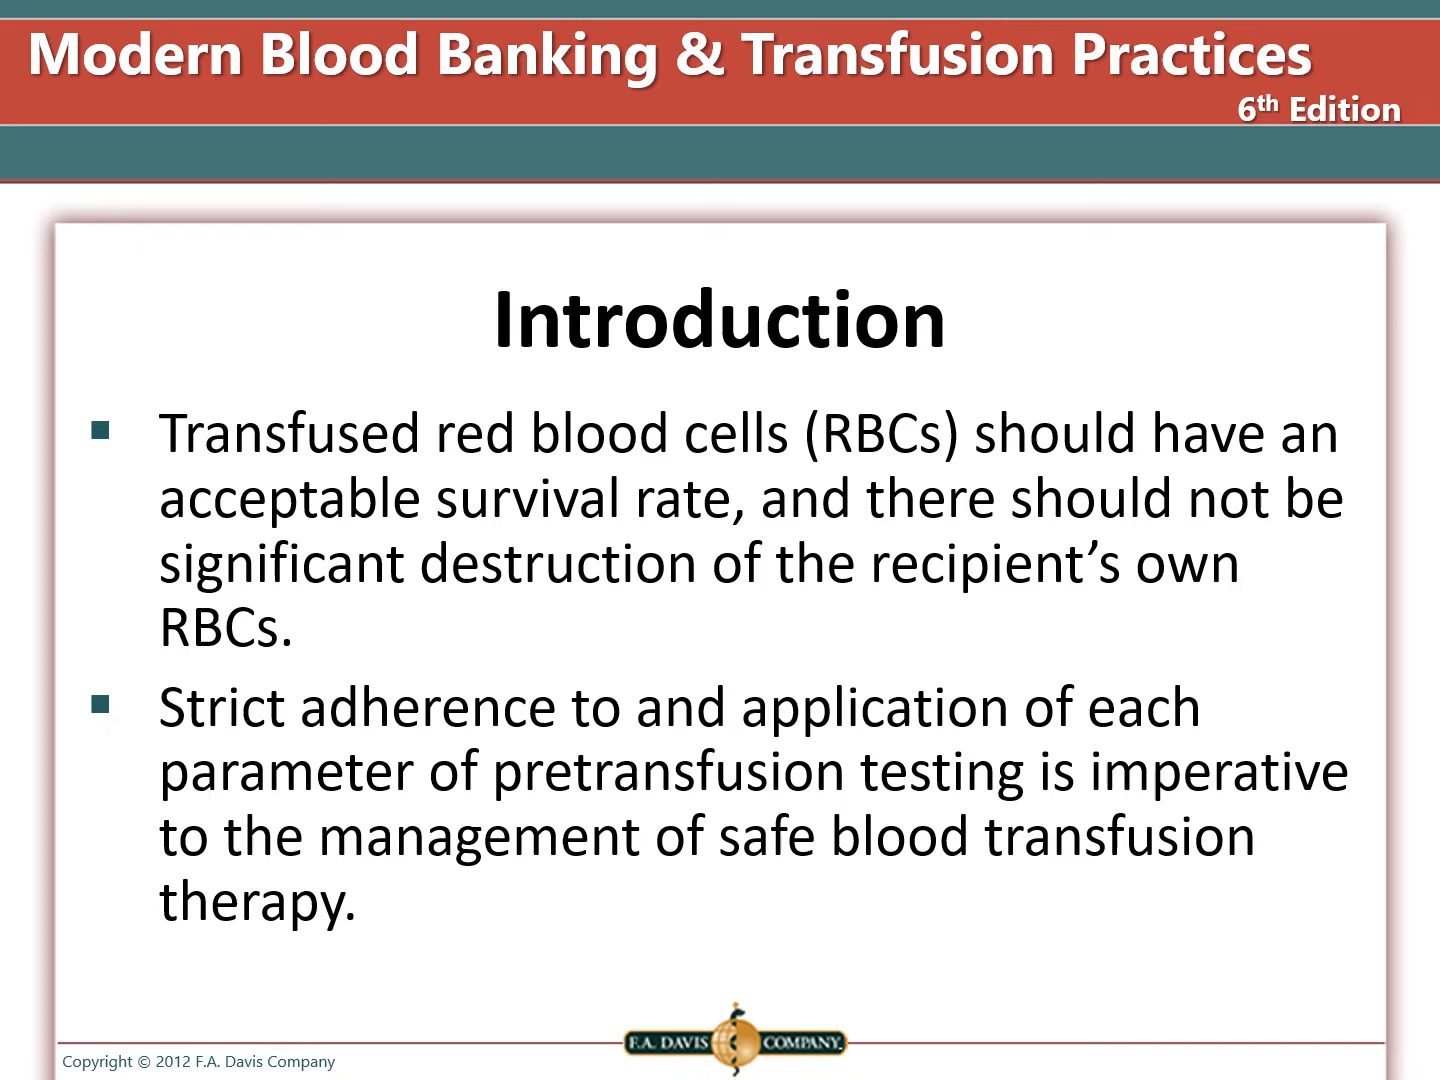 Modern Blood Banking & Transfusion Practices
6th Edition
Introduction
▪ Transfused red blood cells (RBCs) should have an
acceptable survival rate, and there should not be
significant destruction of the recipient’s own
RBCs.
▪ Strict adherence to and application of each
parameter of pretransfusion testing is imperative
to the management of safe blood transfusion
therapy.
F.A. DAVIS COMPANY
Copyright © 2012 F.A. Davis Company